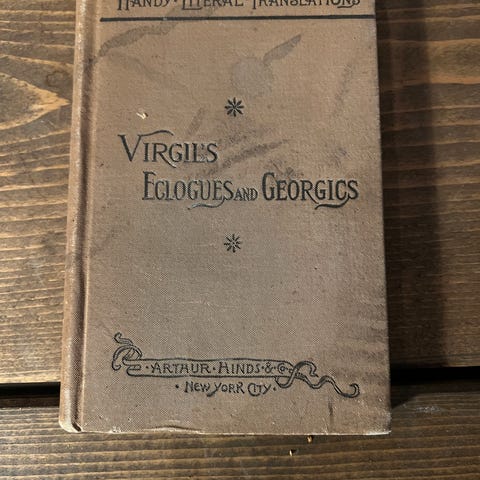 HANDY LITERAL TRANSLATIONS
VIRGIL'S
ECLOGUES AND GEORGICS
·ARTHUR·HINDS·&·Co·
·NEW YORK CITY·